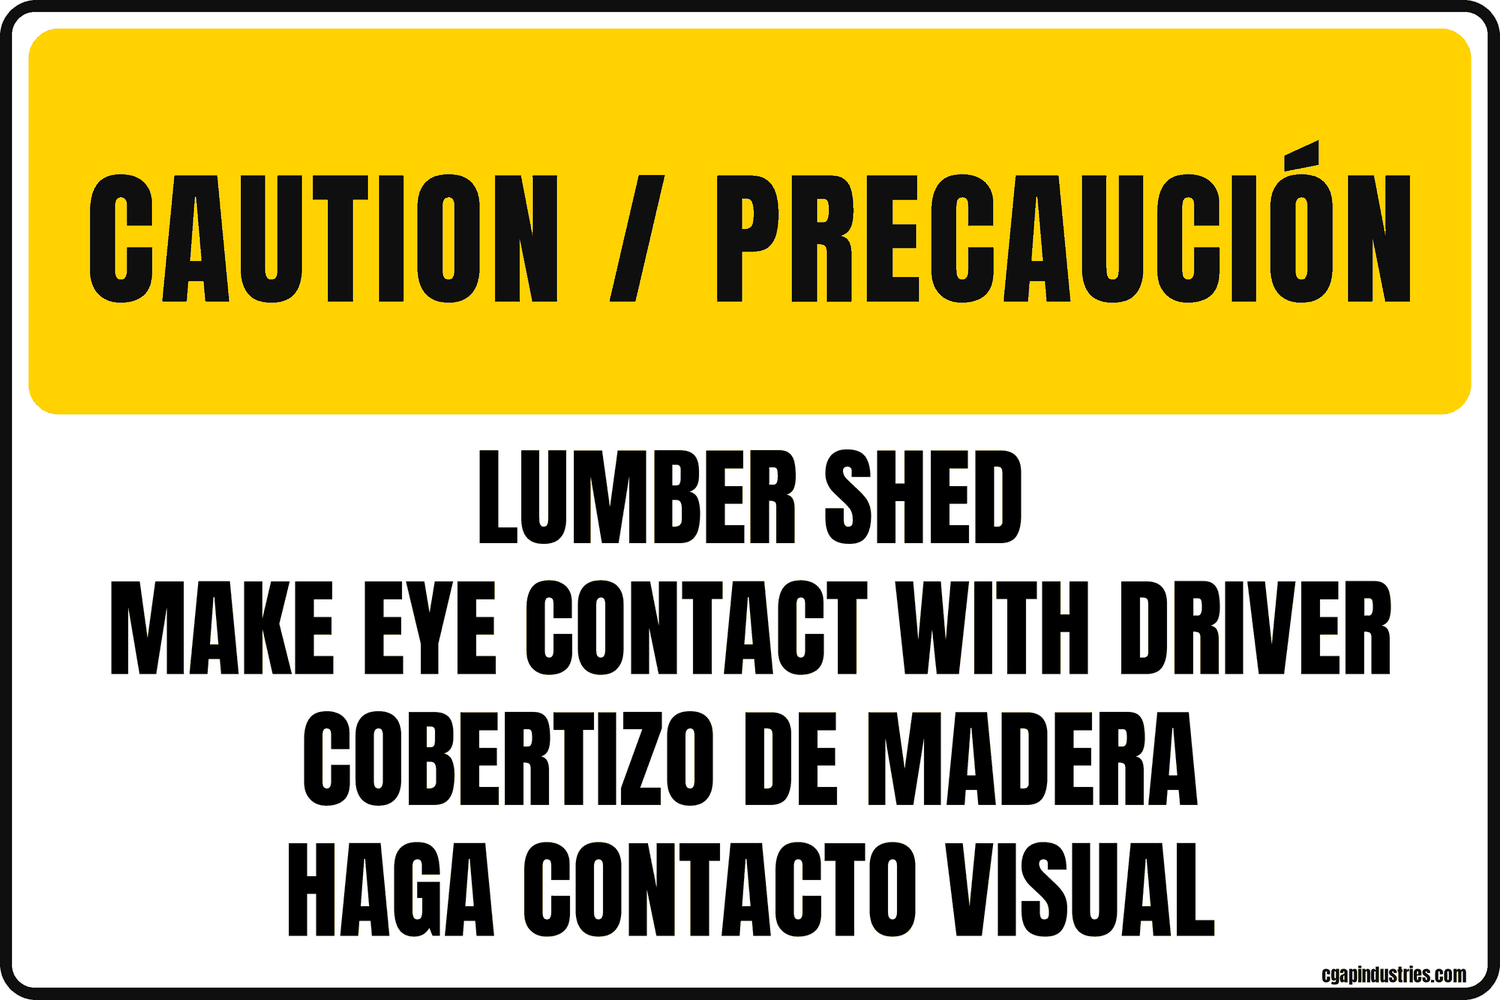 CAUTION / PRECAUCIÓN
LUMBER SHED
MAKE EYE CONTACT WITH DRIVER
COBERTIZO DE MADERA
HAGA CONTACTO VISUAL
cgapindustries.com